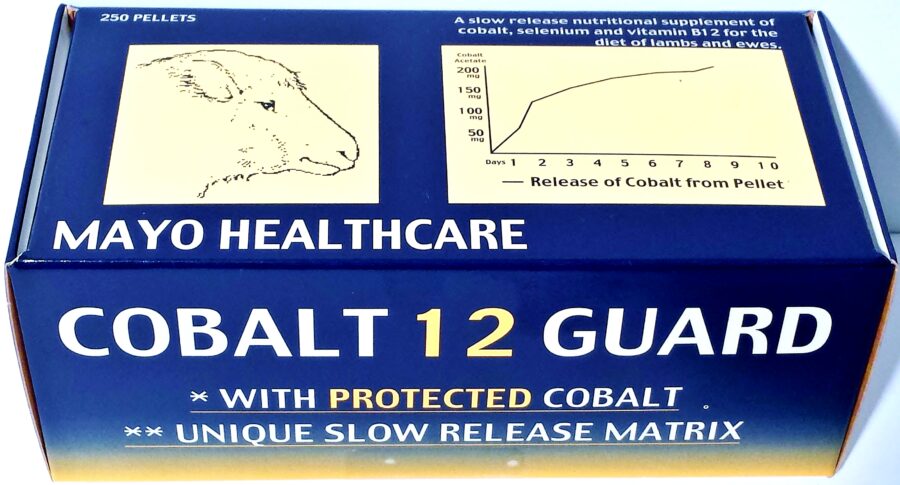 250 PELLETS
A slow release nutritional supplement of
cobalt, selenium and vitamin B12 for the
diet of lambs and ewes.
Cobalt
Acetate
200
mg
150
mg
100
mg
50
mg
Days 1 2 3 4 5 6 7 8 9 10
Release of Cobalt from Pellet
MAYO HEALTHCARE
COBALT 12 GUARD
* WITH PROTECTED COBALT
** UNIQUE SLOW RELEASE MATRIX